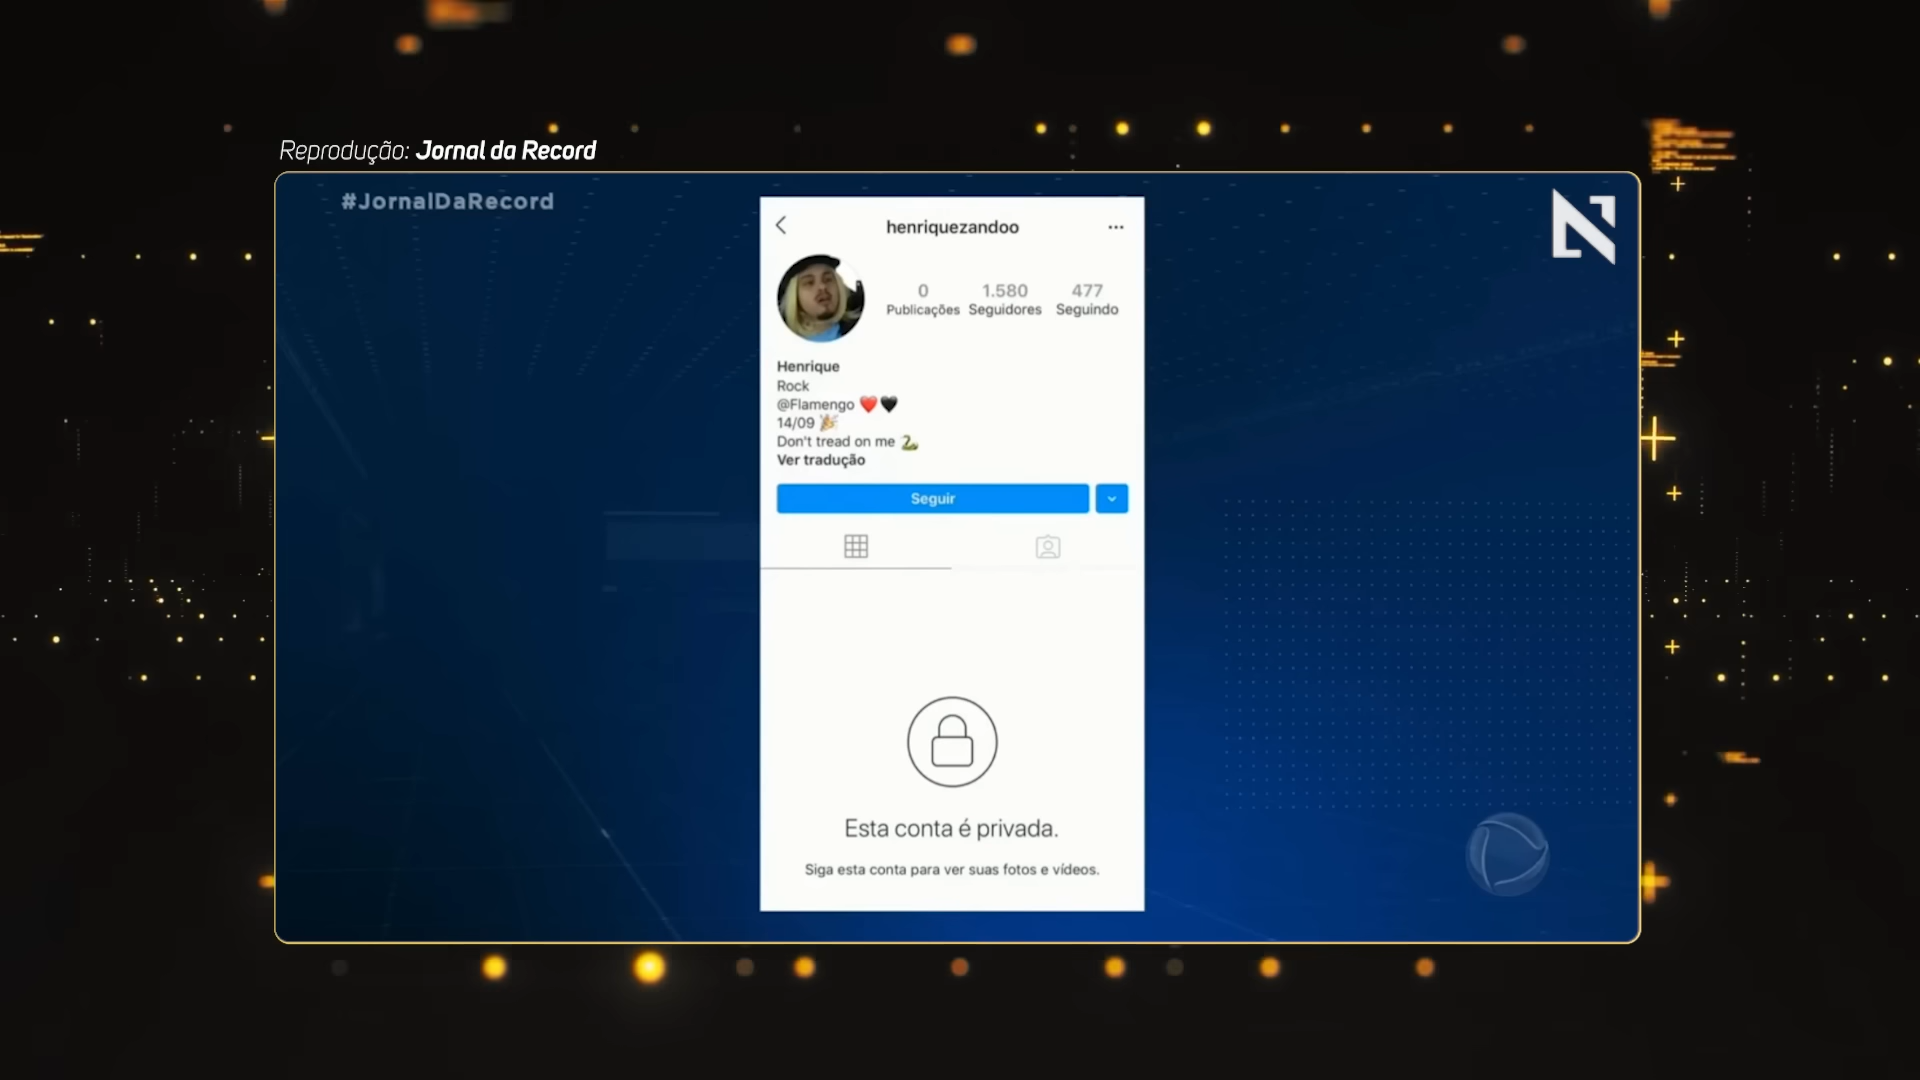 Reprodução: Jornal da Record
#JornalDaRecord
henriquezandoo
0 1.580 477
Publicações Seguidores Seguindo
Henrique
Rock
@Flamengo ❤️🖤
14/09 🎉
Don't tread on me 🐍
Ver tradução
Seguir
Esta conta é privada.
Siga esta conta para ver suas fotos e vídeos.